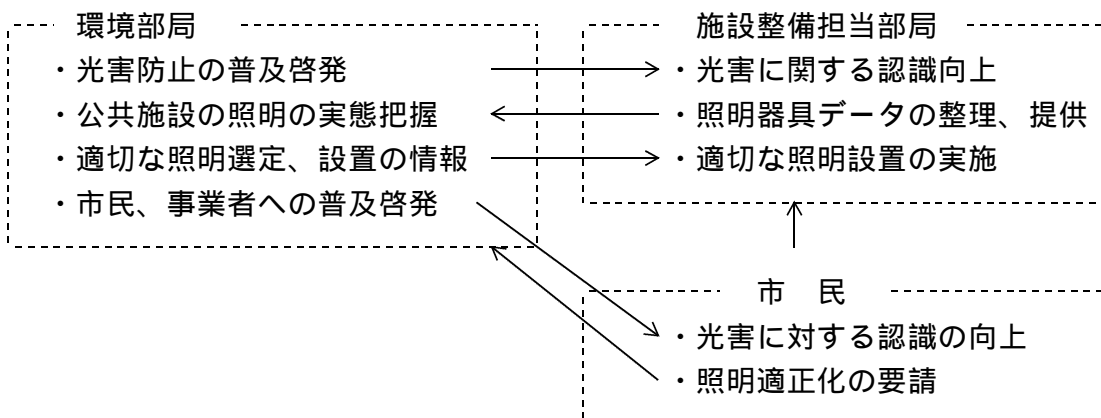 環境部局
・光害防止の普及啓発
・公共施設の照明の実態把握
・適切な照明選定、設置の情報
・市民、事業者への普及啓発
施設整備担当部局
・光害に関する認識向上
・照明器具データの整理、提供
・適切な照明設置の実施
市　民
・光害に対する認識の向上
・照明適正化の要請